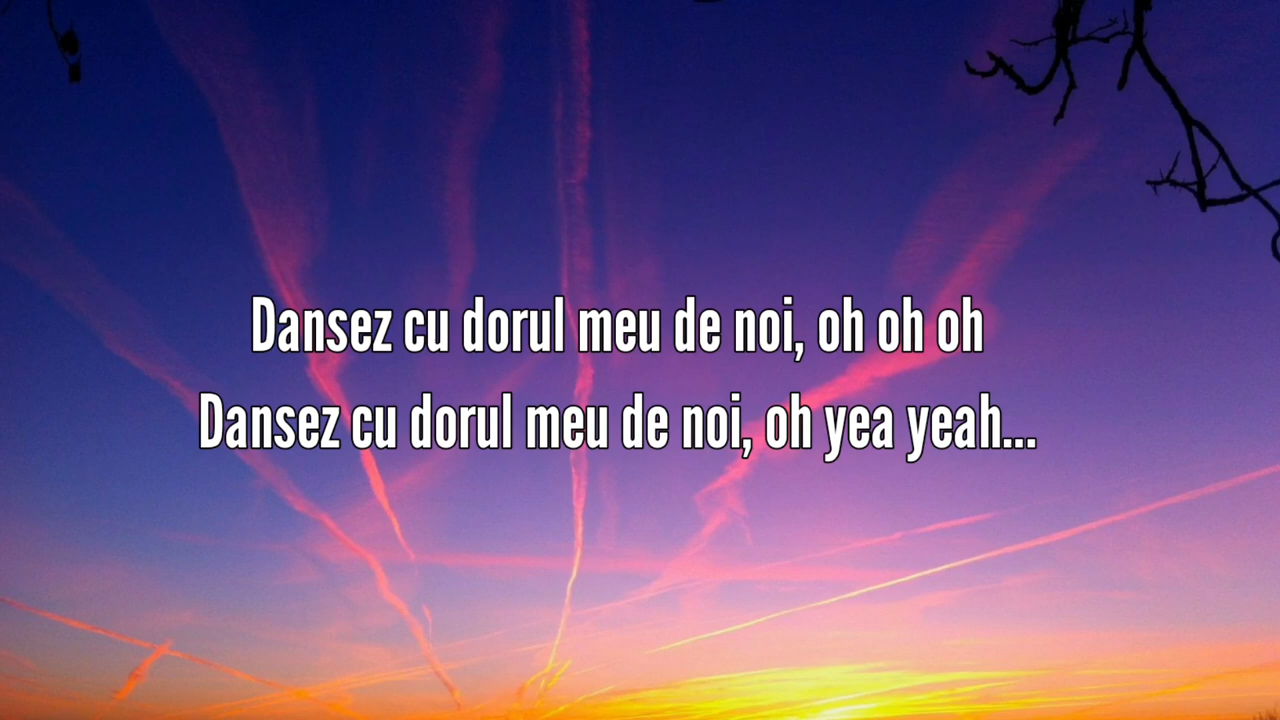 Dansez cu dorul meu de noi, oh oh oh
Dansez cu dorul meu de noi, oh yea yeah...